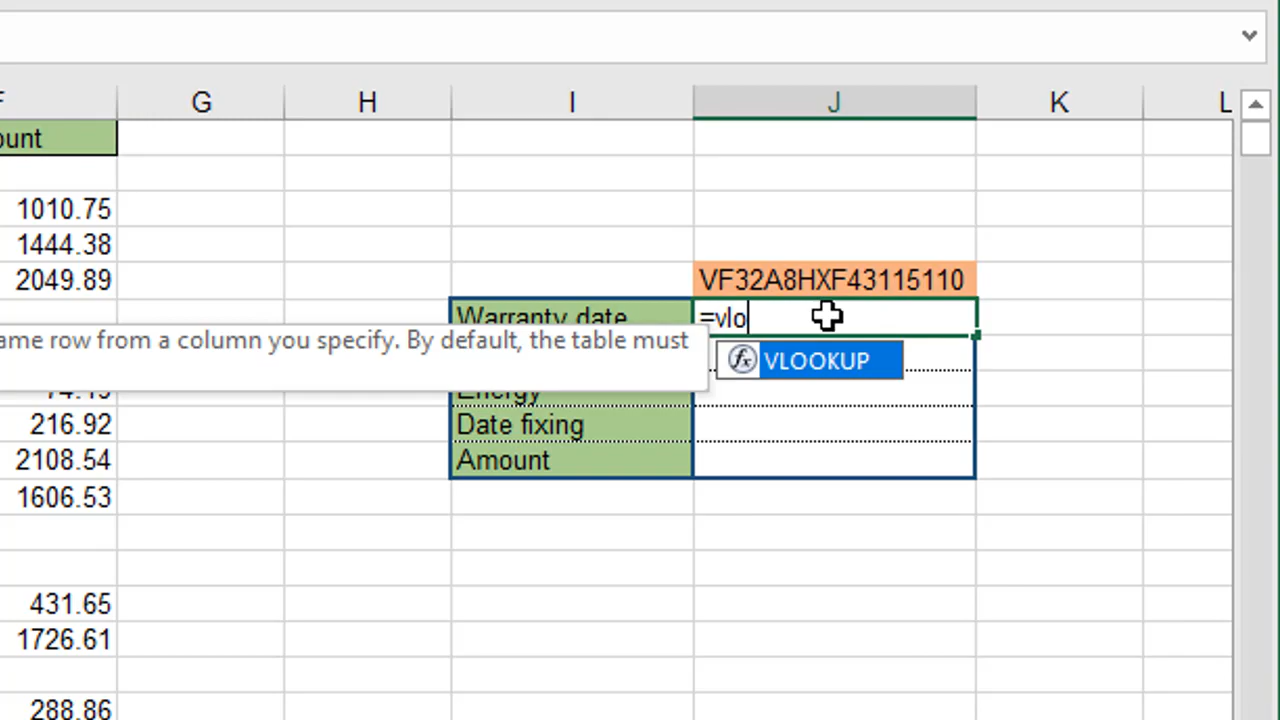 G H I J K L
ount
1010.75
1444.38
2049.89 VF32A8HXF43115110
Warranty date =vlo
ame row from a column you specify. By default, the table must
fx VLOOKUP
Energy
216.92 Date fixing
2108.54 Amount
1606.53
431.65
1726.61
288.86